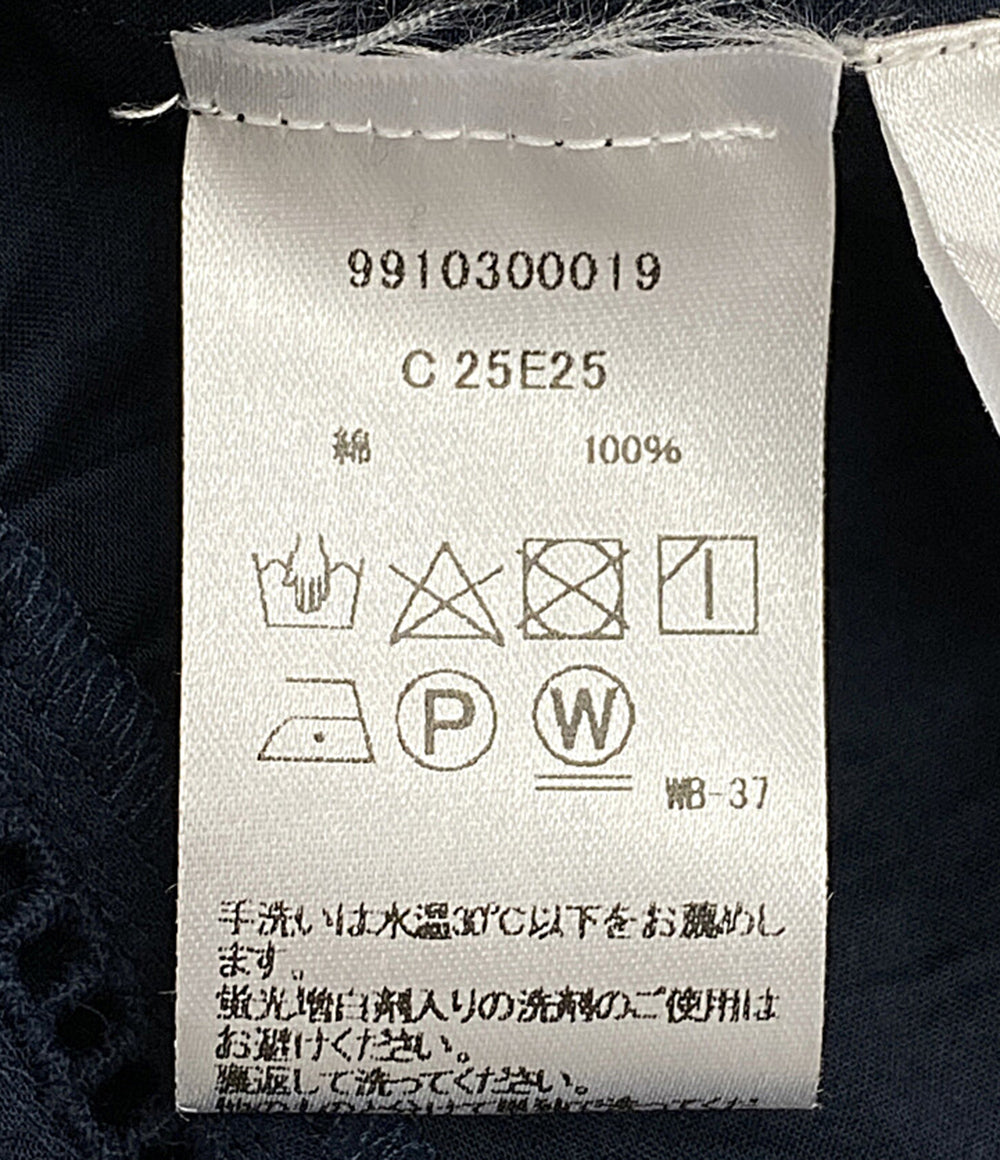 9910300019
C 25E25
綿 100%
P W
WB-37
手洗いは水温30℃以下をお薦めし
ます。
蛍光増白剤入りの洗剤のご使用は
お避けください。
裏返して洗ってください。